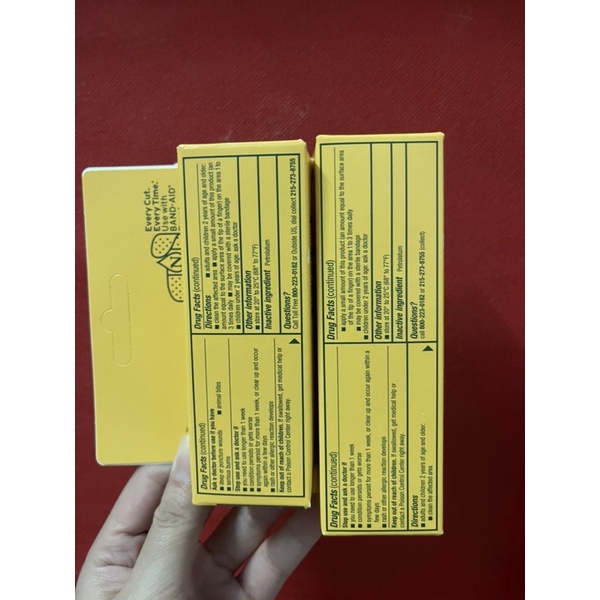 Every Cut.
Every Time.
Use with
BAND-AID®
Drug Facts (continued)
Ask a doctor before use if you have
■ deep or puncture wounds ■ animal bites
■ serious burns
Stop use and ask a doctor if
■ you need to use longer than 1 week
■ condition persists or gets worse
■ symptoms persist for more than 1 week, or clear up and occur
again within a few days
■ rash or other allergic reaction develops
Keep out of reach of children. If swallowed, get medical help or
contact a Poison Control Center right away.
Drug Facts (continued)
Directions ■ adults and children 2 years of age and older:
■ clean the affected area ■ apply a small amount of this product (an
amount equal to the surface area of the tip of a finger) on the area 1 to
3 times daily ■ may be covered with a sterile bandage
■ children under 2 years of age: ask a doctor
Other information
■ store at 20° to 25°C (68° to 77°F)
Inactive ingredient Petrolatum
Questions?
Call Toll Free 800-223-0182 or Outside US, dial collect 215-273-8755
Drug Facts (continued)
Stop use and ask a doctor if
■ you need to use longer than 1 week
■ condition persists or gets worse
■ symptoms persist for more than 1 week, or clear up and occur again within a
few days
■ rash or other allergic reaction develops
Keep out of reach of children. If swallowed, get medical help or
contact a Poison Control Center right away.
Directions
■ adults and children 2 years of age and older:
■ clean the affected area
Drug Facts (continued)
■ apply a small amount of this product (an amount equal to the surface area
of the tip of a finger) on the area 1 to 3 times daily
■ may be covered with a sterile bandage
■ children under 2 years of age: ask a doctor
Other information
■ store at 20° to 25°C (68° to 77°F)
Inactive ingredient Petrolatum
Questions?
call 800-223-0182 or 215-273-8755 (collect)